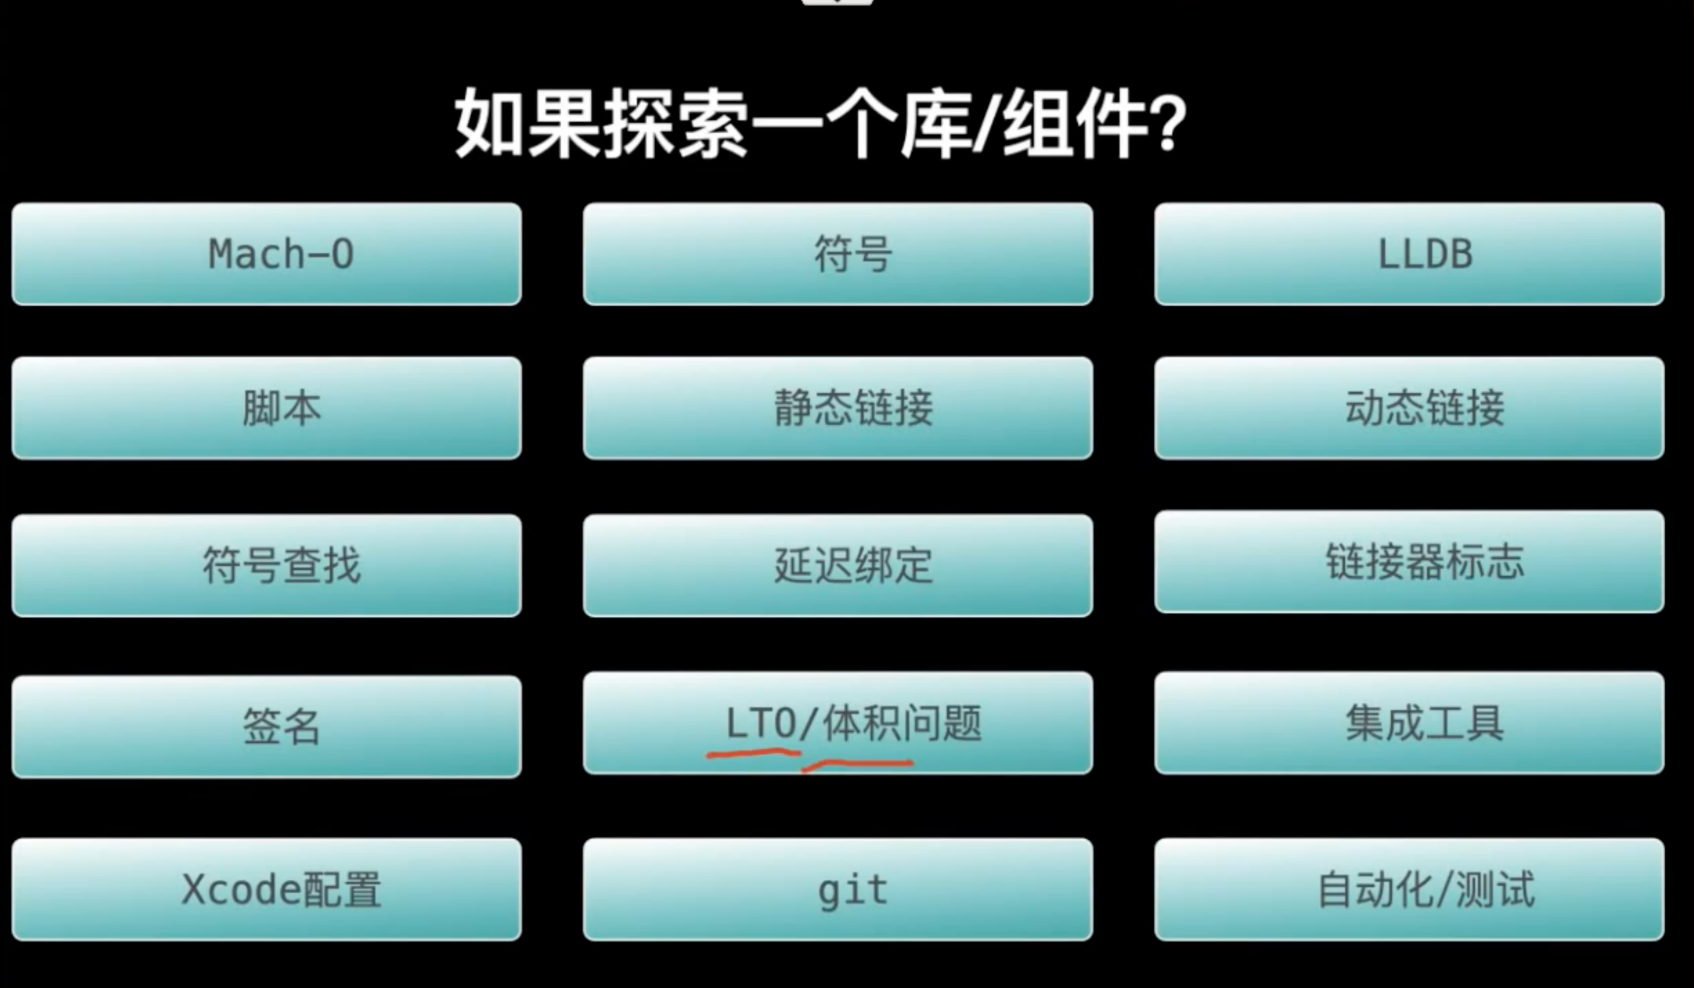 如果探索一个库/组件?
Mach-O
符号
LLDB
脚本
静态链接
动态链接
符号查找
延迟绑定
链接器标志
签名
LTO/体积问题
集成工具
Xcode配置
git
自动化/测试